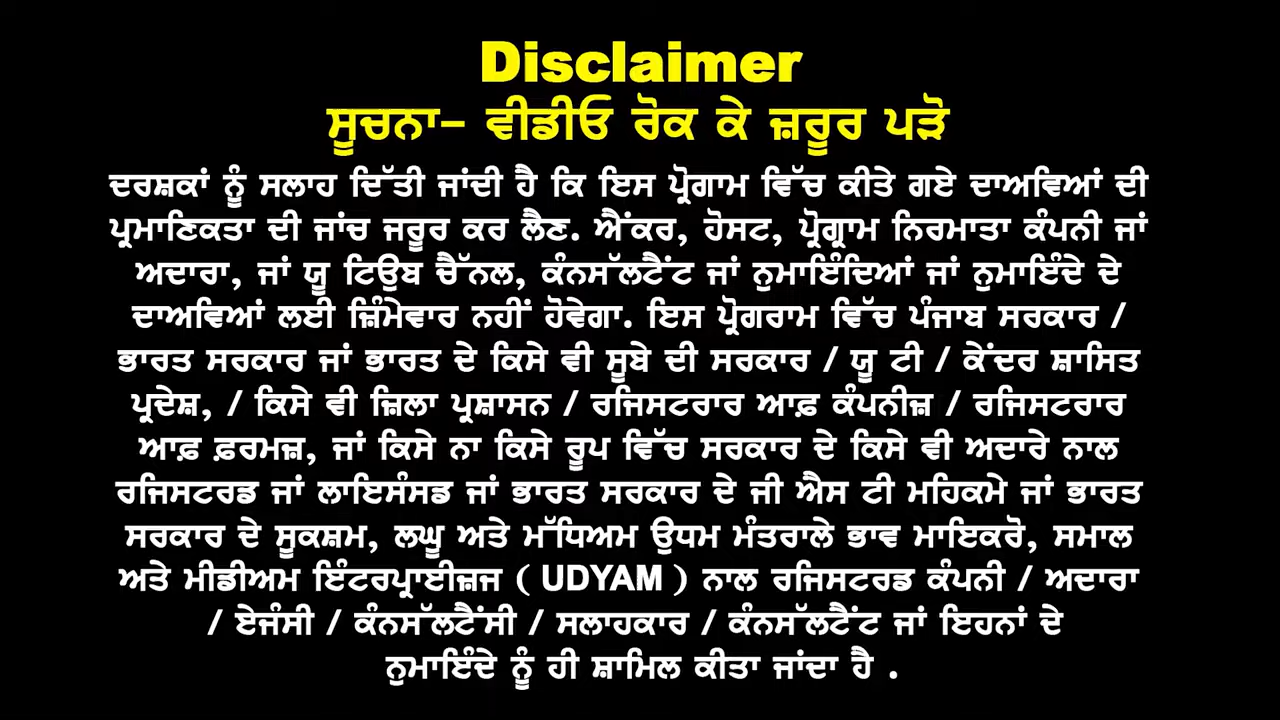 Disclaimer
ਸੂਚਨਾ- ਵੀਡੀਓ ਰੋਕ ਕੇ ਜ਼ਰੂਰ ਪੜੋ
ਦਰਸ਼ਕਾਂ ਨੂੰ ਸਲਾਹ ਦਿੱਤੀ ਜਾਂਦੀ ਹੈ ਕਿ ਇਸ ਪ੍ਰੋਗਾਮ ਵਿੱਚ ਕੀਤੇ ਗਏ ਦਾਅਵਿਆਂ ਦੀ
ਪ੍ਰਮਾਣਿਕਤਾ ਦੀ ਜਾਂਚ ਜਰੂਰ ਕਰ ਲੈਣ. ਐਂਕਰ, ਹੋਸਟ, ਪ੍ਰੋਗ੍ਰਾਮ ਨਿਰਮਾਤਾ ਕੰਪਨੀ ਜਾਂ
ਅਦਾਰਾ, ਜਾਂ ਯੂ ਟਿਉਬ ਚੈੱਨਲ, ਕੰਨਸੱਲਟੈਂਟ ਜਾਂ ਨੁਮਾਇੰਦਿਆਂ ਜਾਂ ਨੁਮਾਇੰਦੇ ਦੇ
ਦਾਅਵਿਆਂ ਲਈ ਜ਼ਿੰਮੇਵਾਰ ਨਹੀਂ ਹੋਵੇਗਾ. ਇਸ ਪ੍ਰੋਗਰਾਮ ਵਿੱਚ ਪੰਜਾਬ ਸਰਕਾਰ /
ਭਾਰਤ ਸਰਕਾਰ ਜਾਂ ਭਾਰਤ ਦੇ ਕਿਸੇ ਵੀ ਸੂਬੇ ਦੀ ਸਰਕਾਰ / ਯੂ ਟੀ / ਕੇਂਦਰ ਸ਼ਾਸਿਤ
ਪ੍ਰਦੇਸ਼, / ਕਿਸੇ ਵੀ ਜ਼ਿਲਾ ਪ੍ਰਸ਼ਾਸਨ / ਰਜਿਸਟਰਾਰ ਆਫ਼ ਕੰਪਨੀਜ਼ / ਰਜਿਸਟਰਾਰ
ਆਫ਼ ਫ਼ਰਮਜ਼, ਜਾਂ ਕਿਸੇ ਨਾ ਕਿਸੇ ਰੂਪ ਵਿੱਚ ਸਰਕਾਰ ਦੇ ਕਿਸੇ ਵੀ ਅਦਾਰੇ ਨਾਲ
ਰਜਿਸਟਰਡ ਜਾਂ ਲਾਇਸੰਸਡ ਜਾਂ ਭਾਰਤ ਸਰਕਾਰ ਦੇ ਜੀ ਐਸ ਟੀ ਮਹਿਕਮੇ ਜਾਂ ਭਾਰਤ
ਸਰਕਾਰ ਦੇ ਸੂਕਸ਼ਮ, ਲਘੂ ਅਤੇ ਮੱਧਿਅਮ ਉਧਮ ਮੰਤਰਾਲੇ ਭਾਵ ਮਾਇਕਰੋ, ਸਮਾਲ
ਅਤੇ ਮੀਡੀਅਮ ਇੰਟਰਪ੍ਰਾਈਜ਼ਜ ( UDYAM ) ਨਾਲ ਰਜਿਸਟਰਡ ਕੰਪਨੀ / ਅਦਾਰਾ
/ ਏਜੰਸੀ / ਕੰਨਸੱਲਟੈਂਸੀ / ਸਲਾਹਕਾਰ / ਕੰਨਸੱਲਟੈਂਟ ਜਾਂ ਇਹਨਾਂ ਦੇ
ਨੁਮਾਇੰਦੇ ਨੂੰ ਹੀ ਸ਼ਾਮਿਲ ਕੀਤਾ ਜਾਂਦਾ ਹੈ .